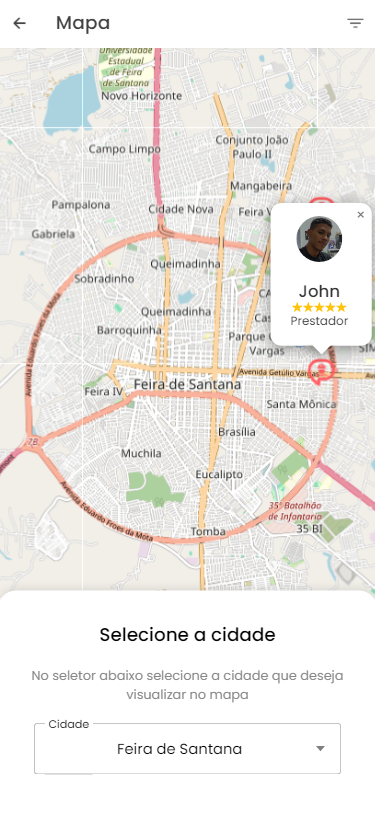 Mapa
Universidade
Estadual
de Feira
de Santana
Novo Horizonte
Conjunto João
Paulo II
Campo Limpo
Mangabeira
Pampalona
Cidade Nova
Feira V
Gabriela
Queimadinha
Sobradinho
×
John
★★★★★
Prestador
CA
Queimadinha
Cas
Barroquinha
Parque
Vargas
SIM
Avenida Eduardo Froes da Mota
Avenida Getúlio Vargas
Av
Feira de Santana
Feira IV
Santa Mônica
Brasília
Muchila
Eucalipto
Avenida Eduardo Froes da Mota
35º Batalhão
de Infantaria
35 BI
Tomba
Selecione a cidade
No seletor abaixo selecione a cidade que deseja
visualizar no mapa
Cidade
Feira de Santana